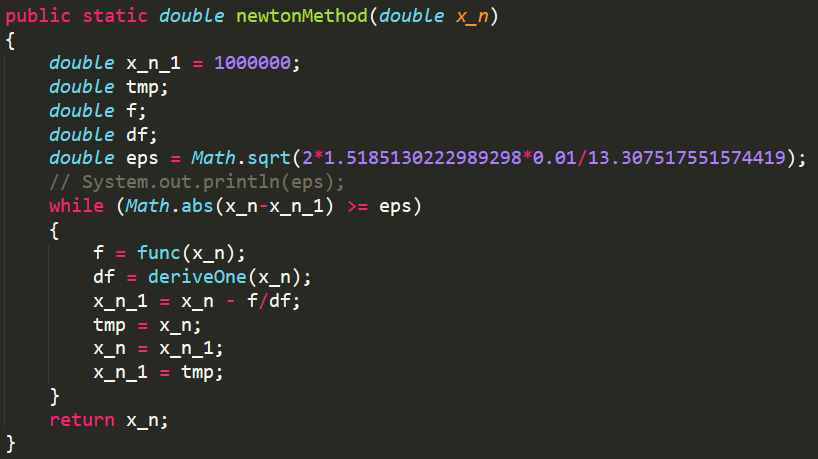 public static double newtonMethod(double x_n)
{
    double x_n_1 = 1000000;
    double tmp;
    double f;
    double df;
    double eps = Math.sqrt(2*1.5185130222989298*0.01/13.307517551574419);
    // System.out.println(eps);
    while (Math.abs(x_n-x_n_1) >= eps)
    {
        f = func(x_n);
        df = deriveOne(x_n);
        x_n_1 = x_n - f/df;
        tmp = x_n;
        x_n = x_n_1;
        x_n_1 = tmp;
    }
    return x_n;
}